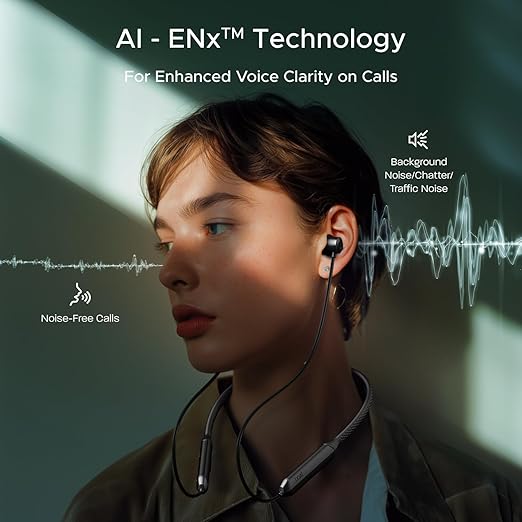 AI - ENx™ Technology
For Enhanced Voice Clarity on Calls
Background
Noise/Chatter/
Traffic Noise
Noise-Free Calls